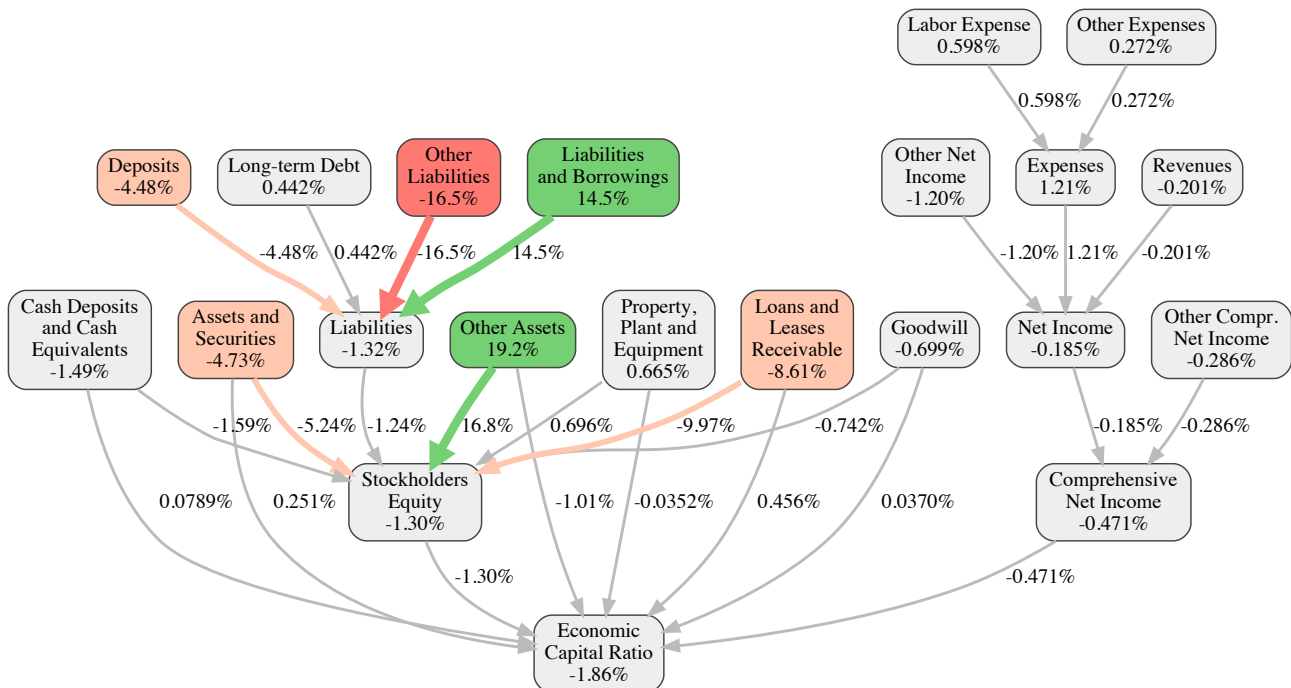 Labor Expense
0.598%
Other Expenses
0.272%
0.598%
0.272%
Deposits
-4.48%
Long-term Debt
0.442%
Other
Liabilities
-16.5%
Liabilities
and Borrowings
14.5%
Other Net
Income
-1.20%
Expenses
1.21%
Revenues
-0.201%
-4.48%
0.442%
-16.5%
14.5%
-1.20%
1.21%
-0.201%
Cash Deposits
and Cash
Equivalents
-1.49%
Assets and
Securities
-4.73%
Liabilities
-1.32%
Other Assets
19.2%
Property,
Plant and
Equipment
0.665%
Loans and
Leases
Receivable
-8.61%
Goodwill
-0.699%
Net Income
-0.185%
Other Compr.
Net Income
-0.286%
-1.59%
-5.24%
-1.24%
16.8%
0.696%
-9.97%
-0.742%
-0.185%
-0.286%
Stockholders
Equity
-1.30%
Comprehensive
Net Income
-0.471%
0.0789%
0.251%
-1.01%
-0.0352%
0.456%
0.0370%
-1.30%
-0.471%
Economic
Capital Ratio
-1.86%